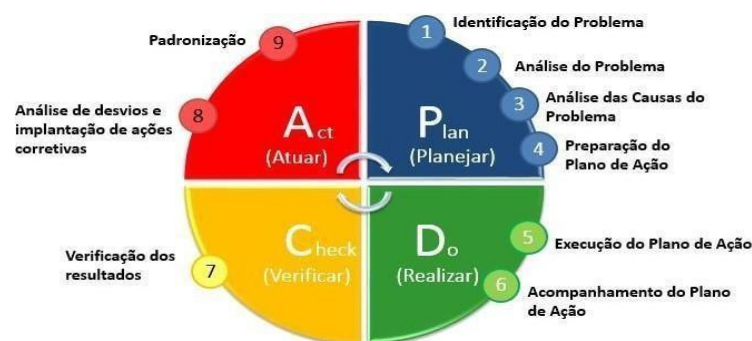 1
Identificação do Problema
2
Análise do Problema
3
Análise das Causas do
Problema
4
Preparação do
Plano de Ação
Plan
(Planejar)
5
Execução do Plano de Ação
6
Acompanhamento do Plano
de Ação
Do
(Realizar)
7
Verificação dos
resultados
Check
(Verificar)
8
Análise de desvios e
implantação de ações
corretivas
9
Padronização
Act
(Atuar)